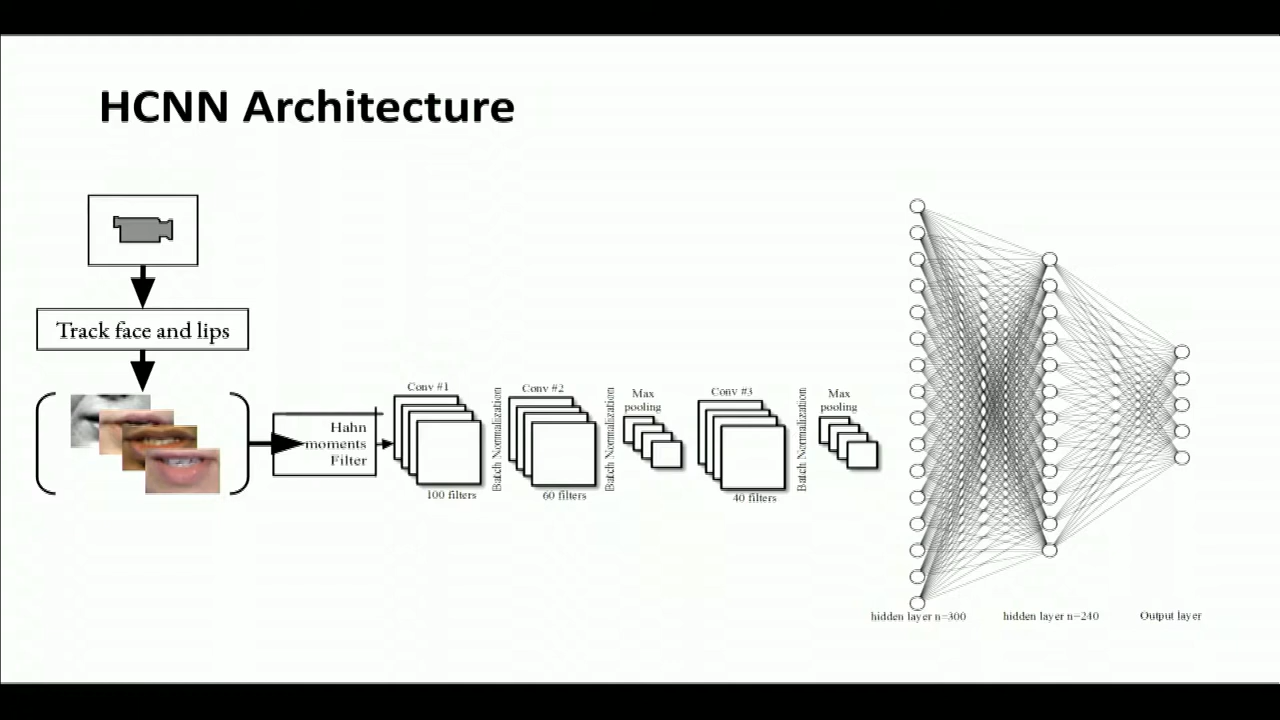 HCNN Architecture
Track face and lips
Hahn
moments
Filter
Conv #1
100 filters
Batch Normalization
Conv #2
60 filters
Batch Normalization
Max
pooling
Conv #3
40 filters
Batch Normalization
Max
pooling
hidden layer n=300
hidden layer n=240
Output layer